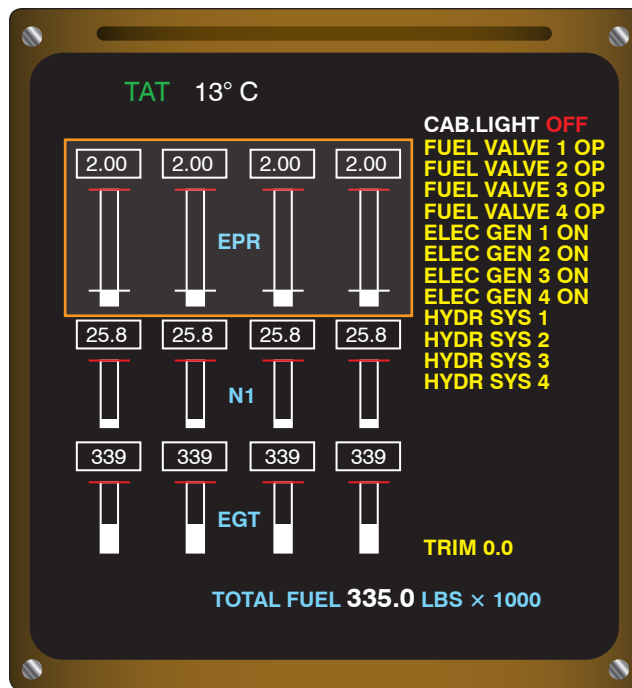 TAT 13° C
CAB.LIGHT OFF
FUEL VALVE 1 OP
FUEL VALVE 2 OP
FUEL VALVE 3 OP
FUEL VALVE 4 OP
ELEC GEN 1 ON
ELEC GEN 2 ON
ELEC GEN 3 ON
ELEC GEN 4 ON
HYDR SYS 1
HYDR SYS 2
HYDR SYS 3
HYDR SYS 4
2.00 2.00 2.00 2.00
EPR
25.8 25.8 25.8 25.8
N1
339 339 339 339
EGT
TRIM 0.0
TOTAL FUEL 335.0 LBS × 1000